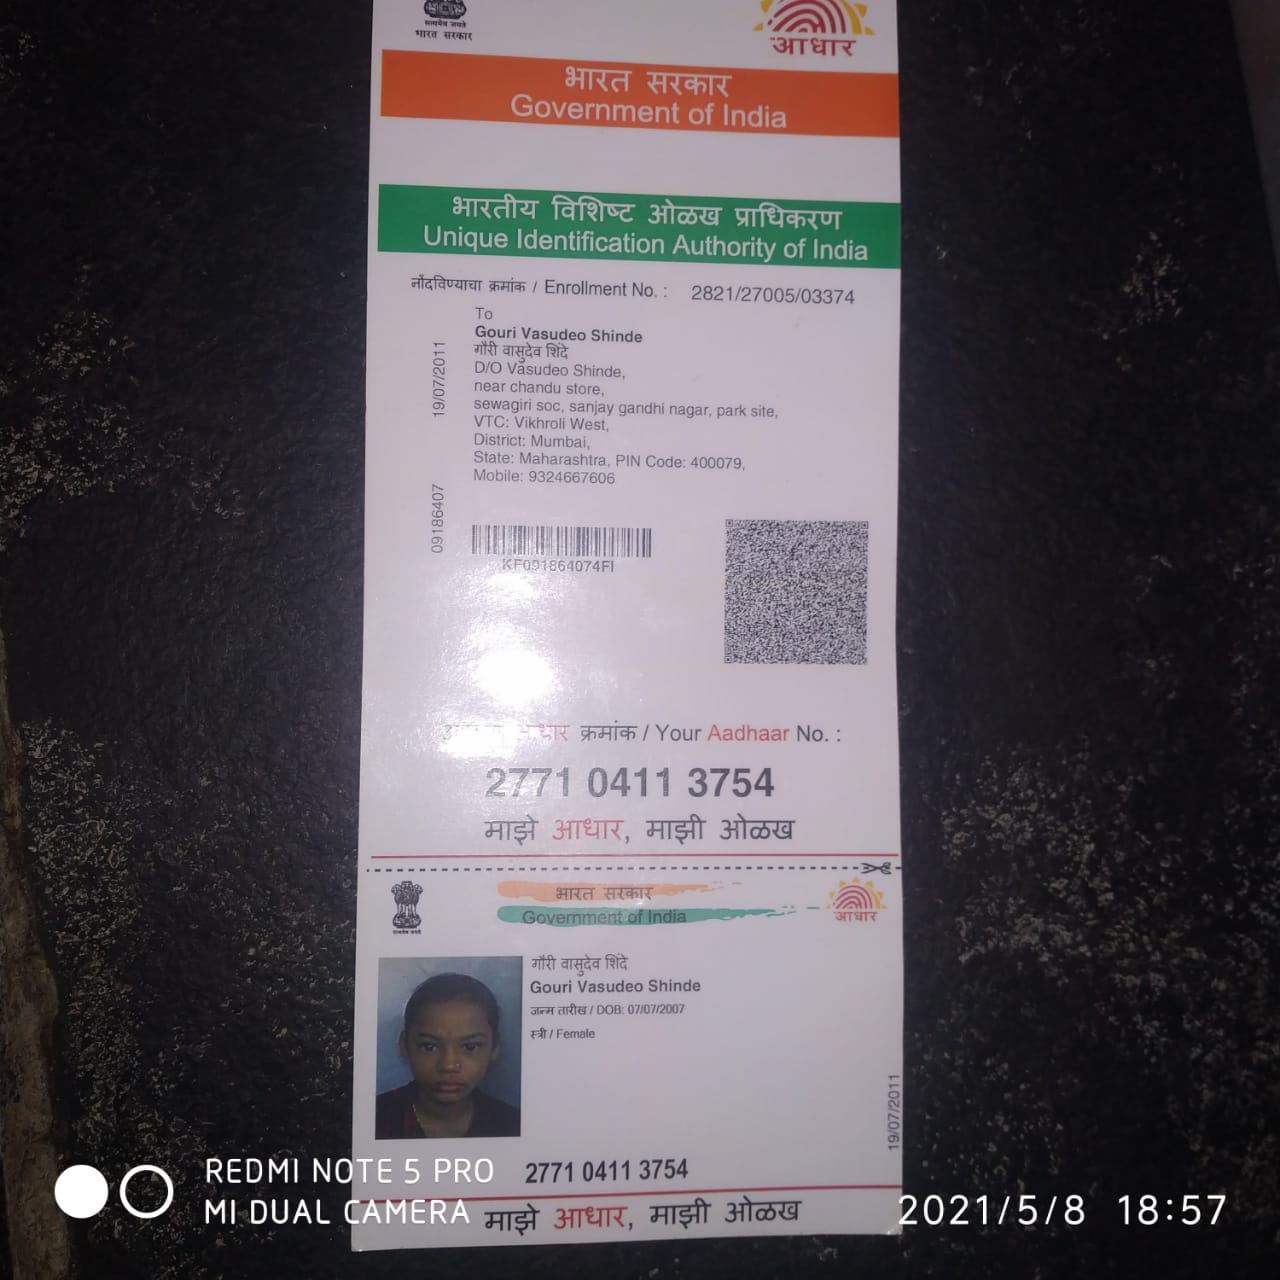 सत्यमेव जयते
भारत सरकार
आधार
भारत सरकार
Government of India
भारतीय विशिष्ट ओळख प्राधिकरण
Unique Identification Authority of India
नोंदविण्याचा क्रमांक / Enrollment No. : 2821/27005/03374
To
Gouri Vasudeo Shinde
गौरी वासुदेव शिंदे
D/O Vasudeo Shinde,
near chandu store,
sewagiri soc, sanjay gandhi nagar, park site,
VTC: Vikhroli West,
District: Mumbai,
State: Maharashtra, PIN Code: 400079,
Mobile: 9324667606
19/07/2011
09186407
KF091864074FI
आधार क्रमांक / Your Aadhaar No. :
2771 0411 3754
माझे आधार, माझी ओळख
सत्यमेव जयते
भारत सरकार
Government of India
आधार
गौरी वासुदेव शिंदे
Gouri Vasudeo Shinde
जन्म तारीख / DOB: 07/07/2007
स्त्री / Female
19/07/2011
2771 0411 3754
माझे आधार, माझी ओळख
REDMI NOTE 5 PRO
MI DUAL CAMERA
2021/5/8 18:57